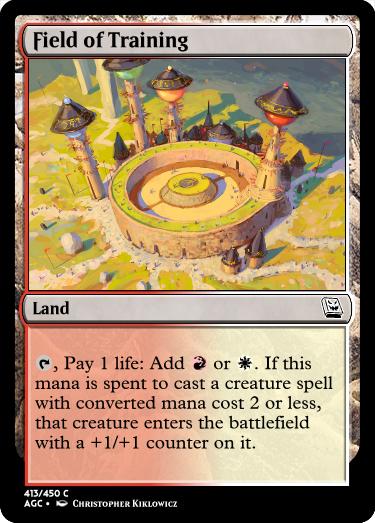 Field of Training
Land
, Pay 1 life: Add or . If this
mana is spent to cast a creature spell
with converted mana cost 2 or less,
that creature enters the battlefield
with a +1/+1 counter on it.
413/450 C
AGC • Christopher Kiklowicz